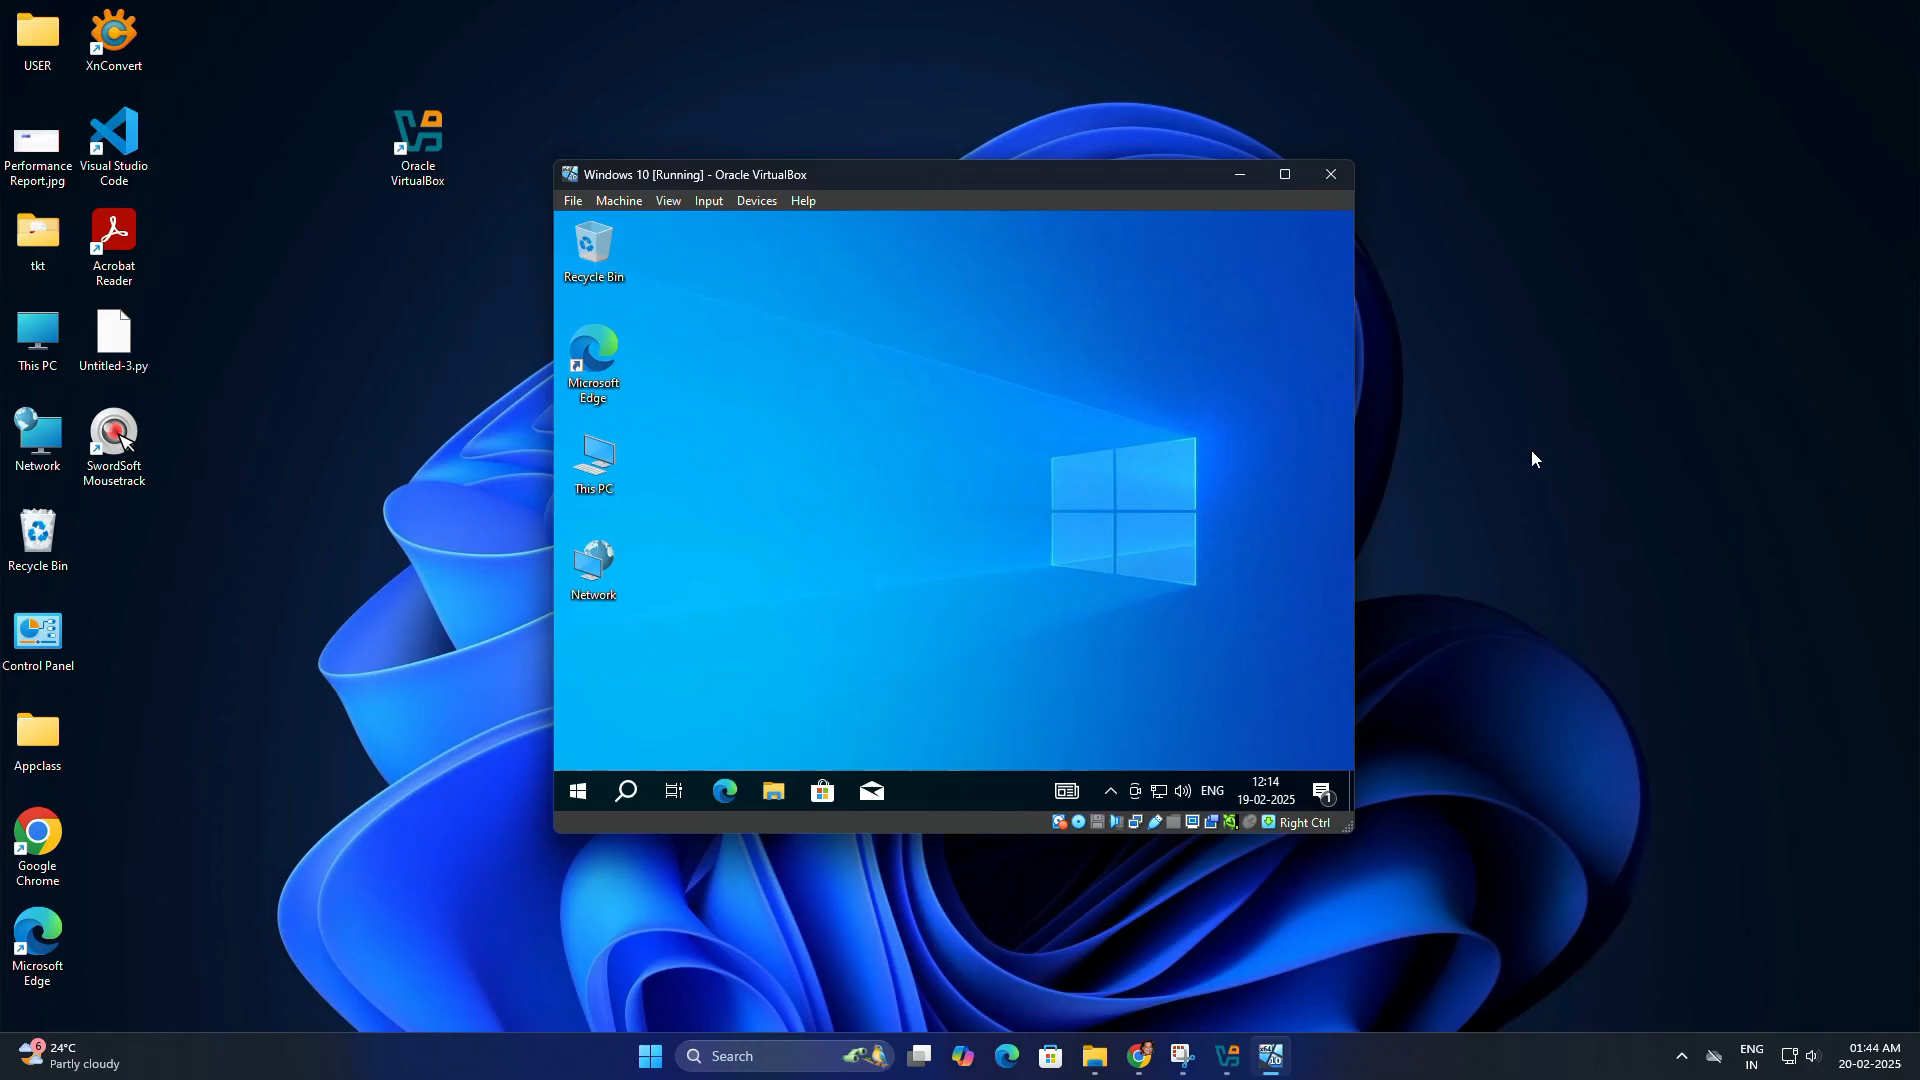 USER
XnConvert
Performance
Report.jpg
Visual Studio
Code
Oracle
VirtualBox
tkt
Acrobat
Reader
This PC
Untitled-3.py
Network
SwordSoft
Mousetrack
Recycle Bin
Control Panel
Appclass
Google
Chrome
Microsoft
Edge
Windows 10 [Running] - Oracle VirtualBox
File Machine View Input Devices Help
Recycle Bin
Microsoft
Edge
This PC
Network
ENG
12:14
19-02-2025
1
Right Ctrl
6
24°C
Partly cloudy
Search
ENG
IN
01:44 AM
20-02-2025